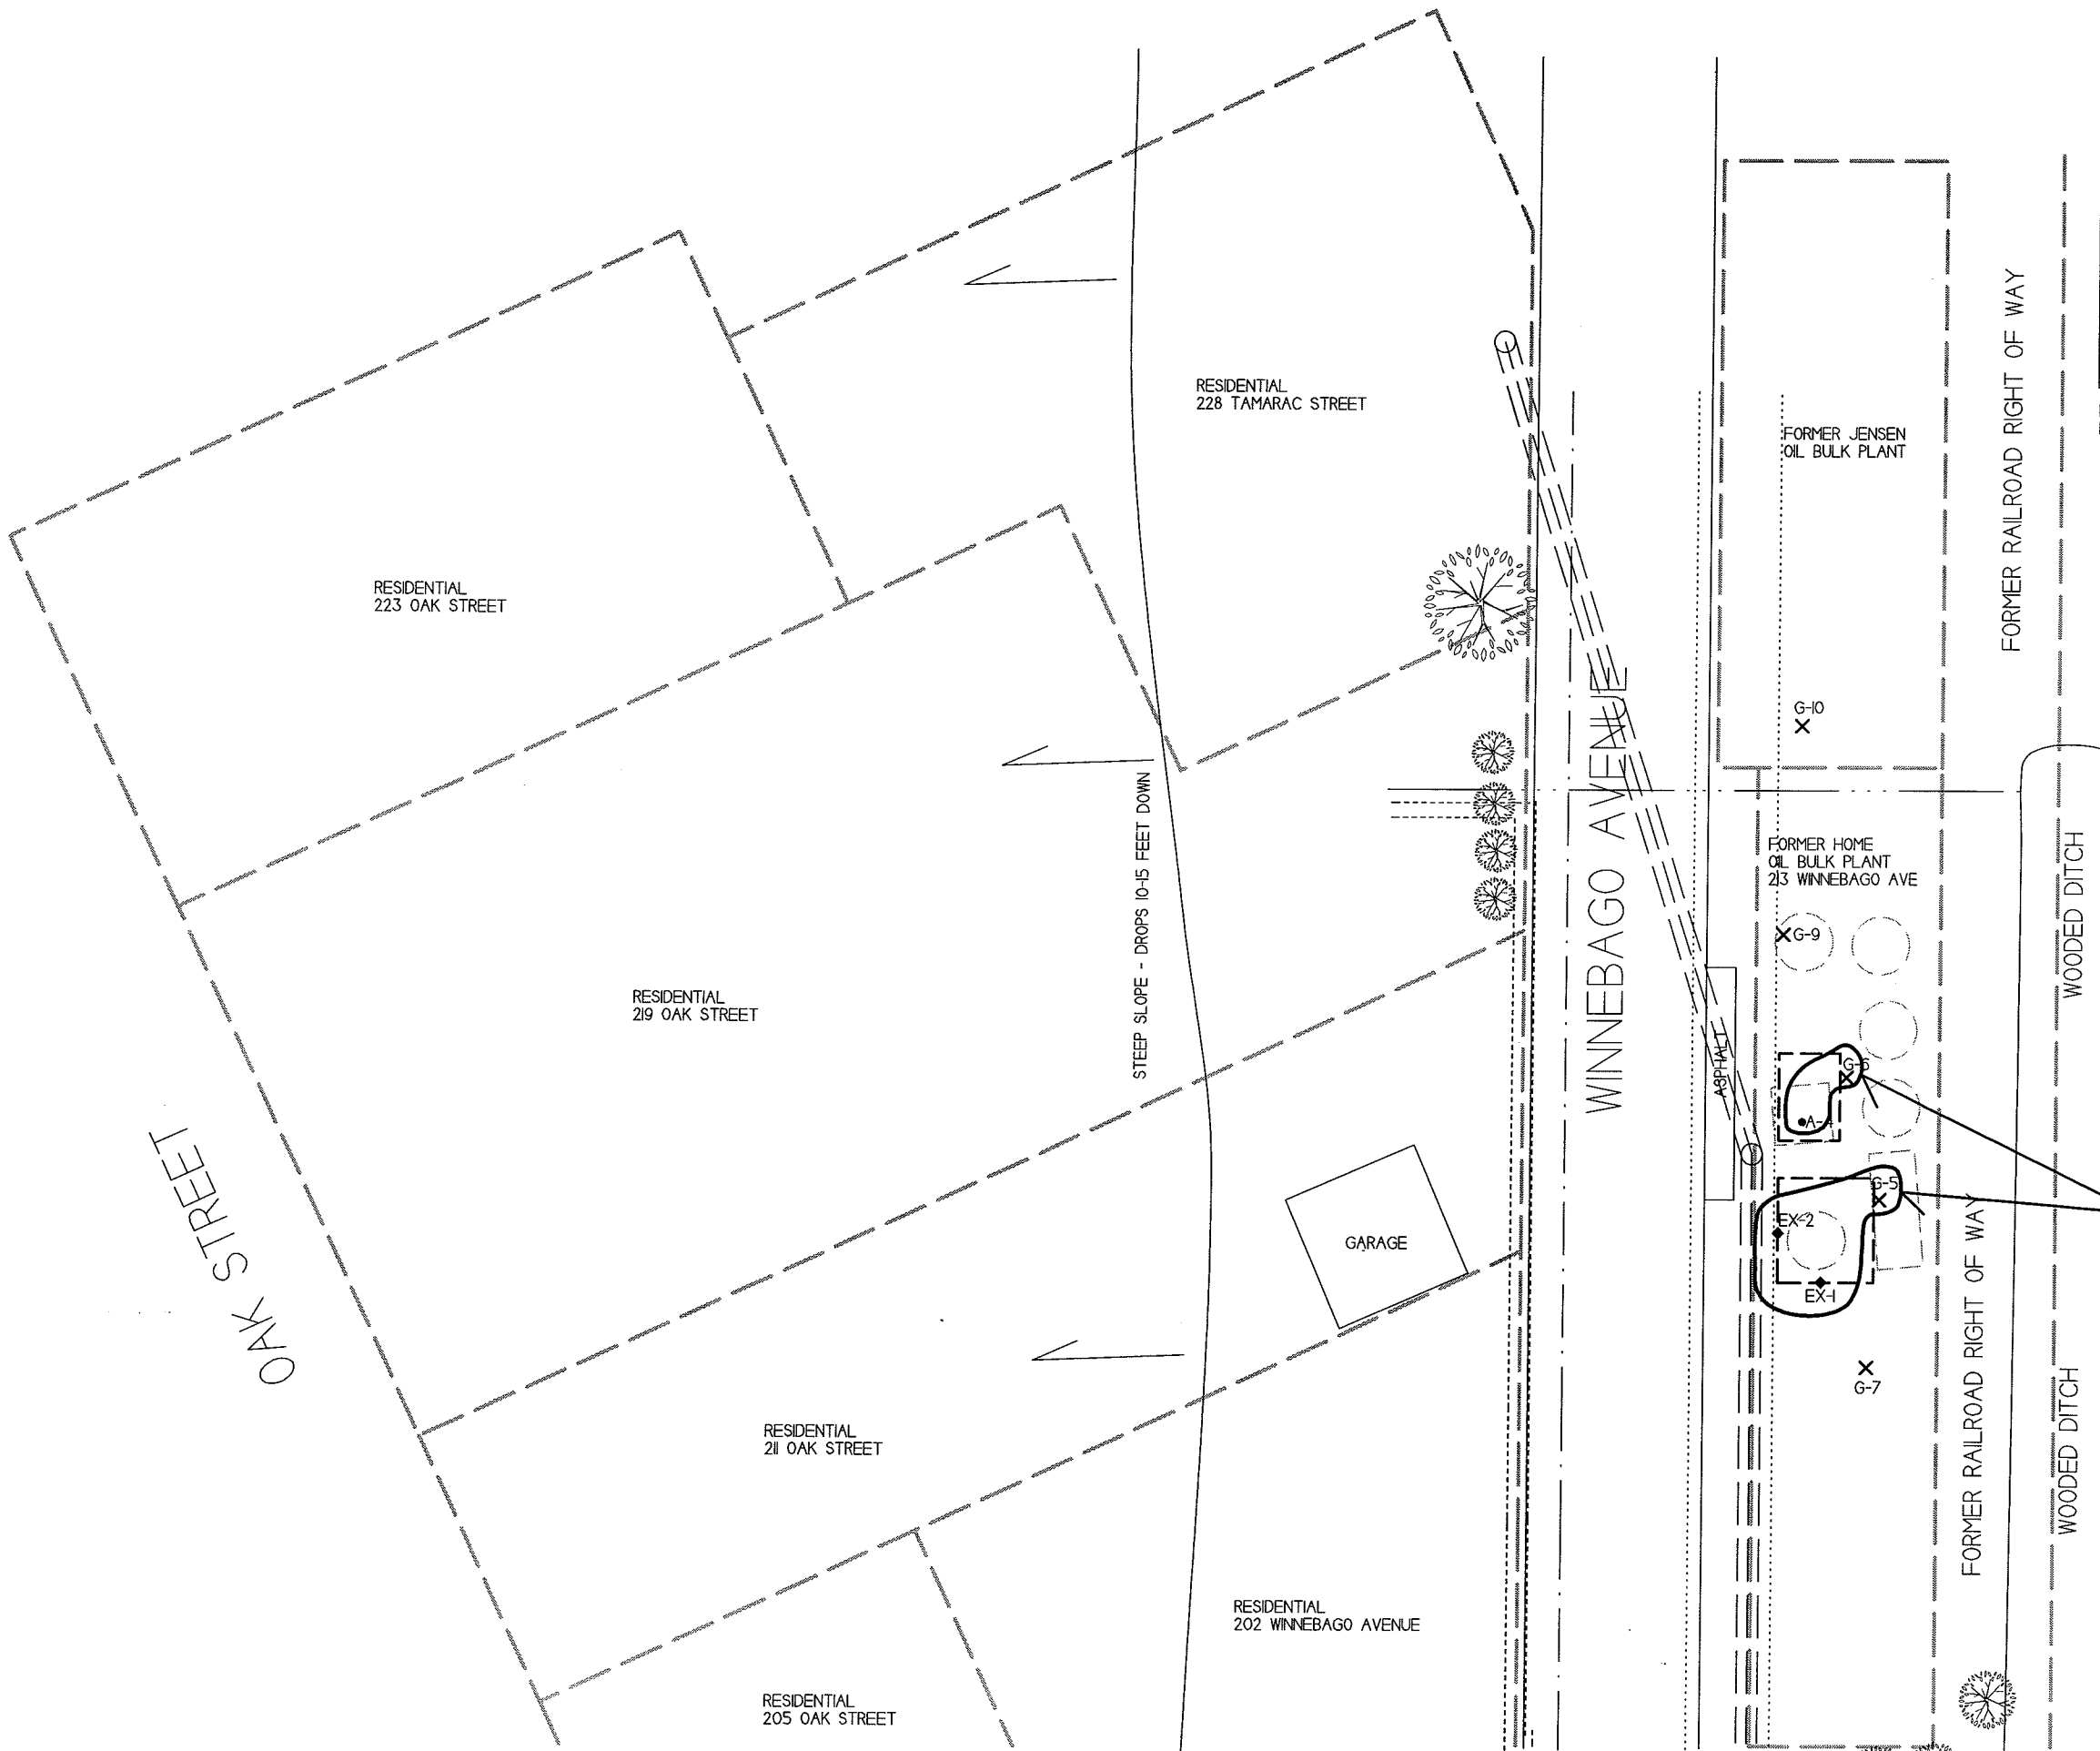 RESIDENTIAL
228 TAMARAC STREET
FORMER JENSEN
OIL BULK PLANT
FORMER RAILROAD RIGHT OF WAY
RESIDENTIAL
223 OAK STREET
G-10
WINNEBAGO AVENUE
STEEP SLOPE - DROPS 10-15 FEET DOWN
FORMER HOME
OIL BULK PLANT
213 WINNEBAGO AVE
WOODED DITCH
G-9
RESIDENTIAL
219 OAK STREET
ASPHALT
G-6
OAK STREET
G-5
EX-2
GARAGE
EX-1
FORMER RAILROAD RIGHT OF WAY
G-7
WOODED DITCH
RESIDENTIAL
211 OAK STREET
RESIDENTIAL
202 WINNEBAGO AVENUE
RESIDENTIAL
205 OAK STREET